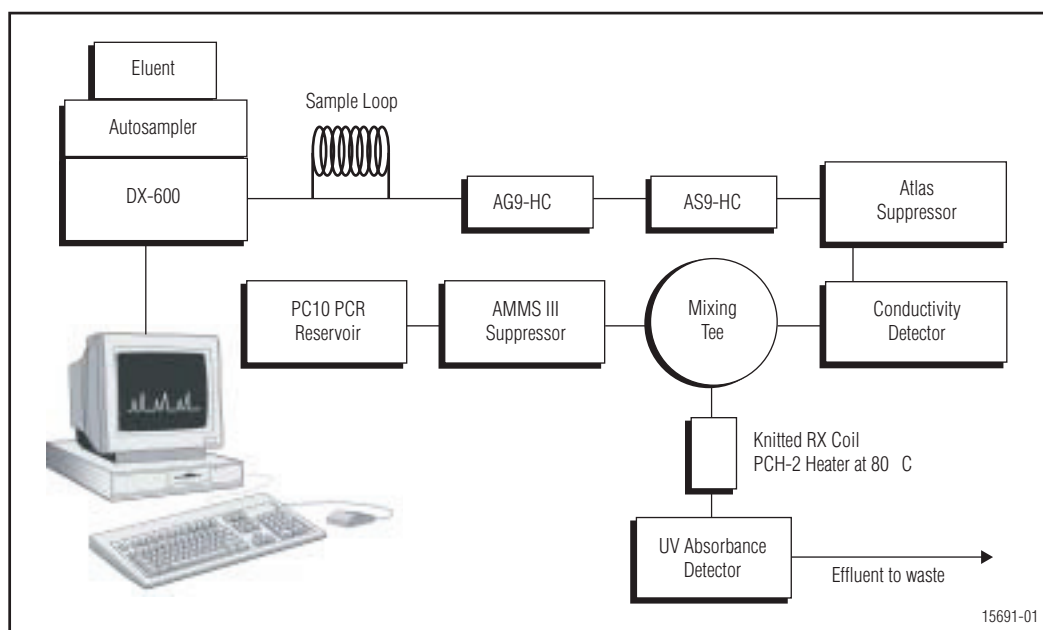 Eluent
Autosampler
DX-600
Sample Loop
AG9-HC
AS9-HC
Atlas
Suppressor
PC10 PCR
Reservoir
AMMS III
Suppressor
Mixing
Tee
Conductivity
Detector
Knitted RX Coil
PCH-2 Heater at 80 C
UV Absorbance
Detector
Effluent to waste
15691-01